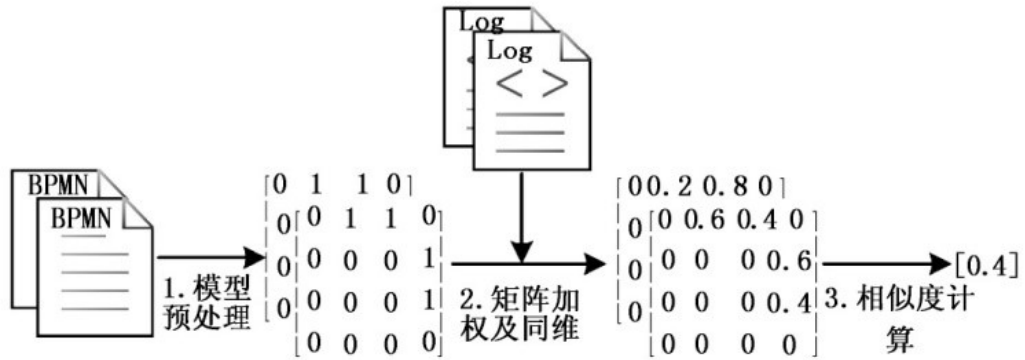 Log
Log
< >
BPMN
BPMN
1.模型
预处理
0 1 1 0
0
0
0
0 1 1 0
0 0 0 1
0 0 0 1
0 0 0 0
2.矩阵加
权及同维
0 0.2 0.8 0
0
0
0
0 0.6 0.4 0
0 0 0 0.6
0 0 0 0.4
0 0 0 0
3.相似度计
算
[0.4]